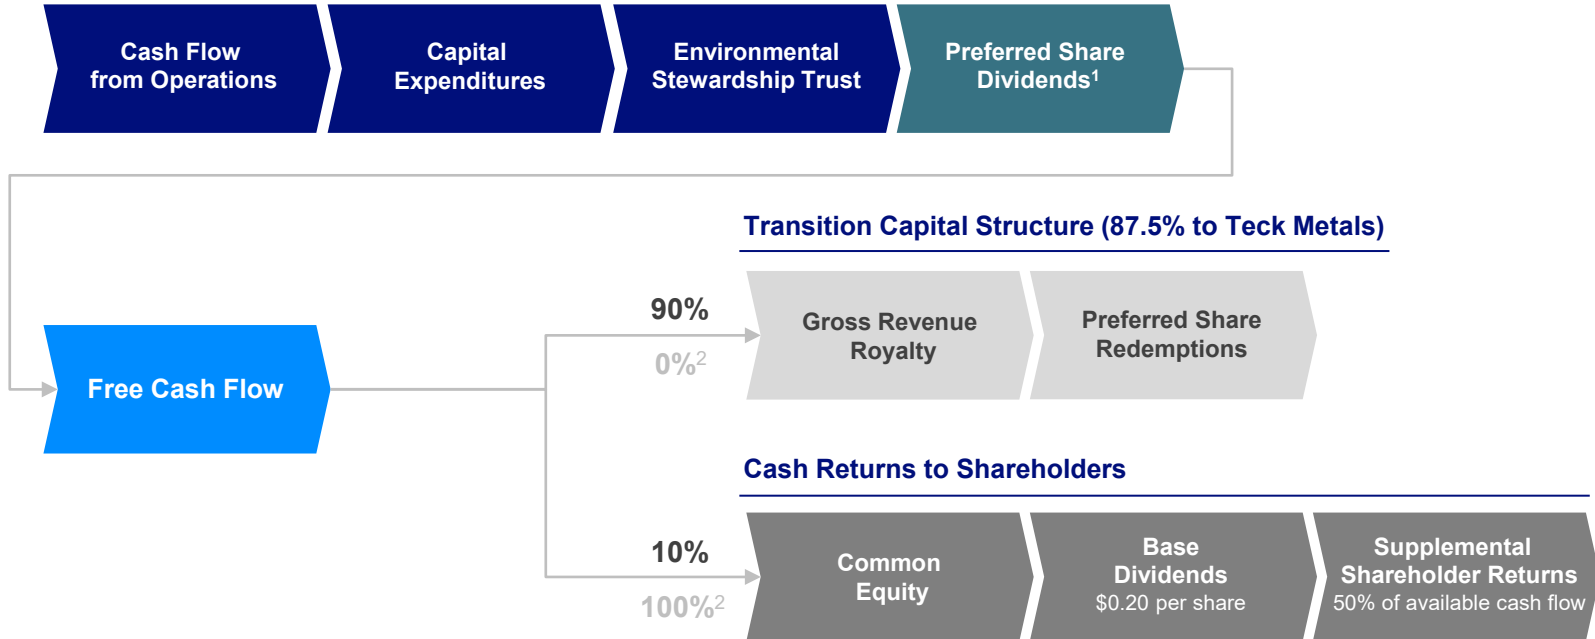 Cash Flow
from Operations
Capital
Expenditures
Environmental
Stewardship Trust
Preferred Share
Dividends¹
Transition Capital Structure (87.5% to Teck Metals)
90%
0%²
Gross Revenue
Royalty
Preferred Share
Redemptions
Free Cash Flow
Cash Returns to Shareholders
10%
100%²
Common
Equity
Base
Dividends
$0.20 per share
Supplemental
Shareholder Returns
50% of available cash flow